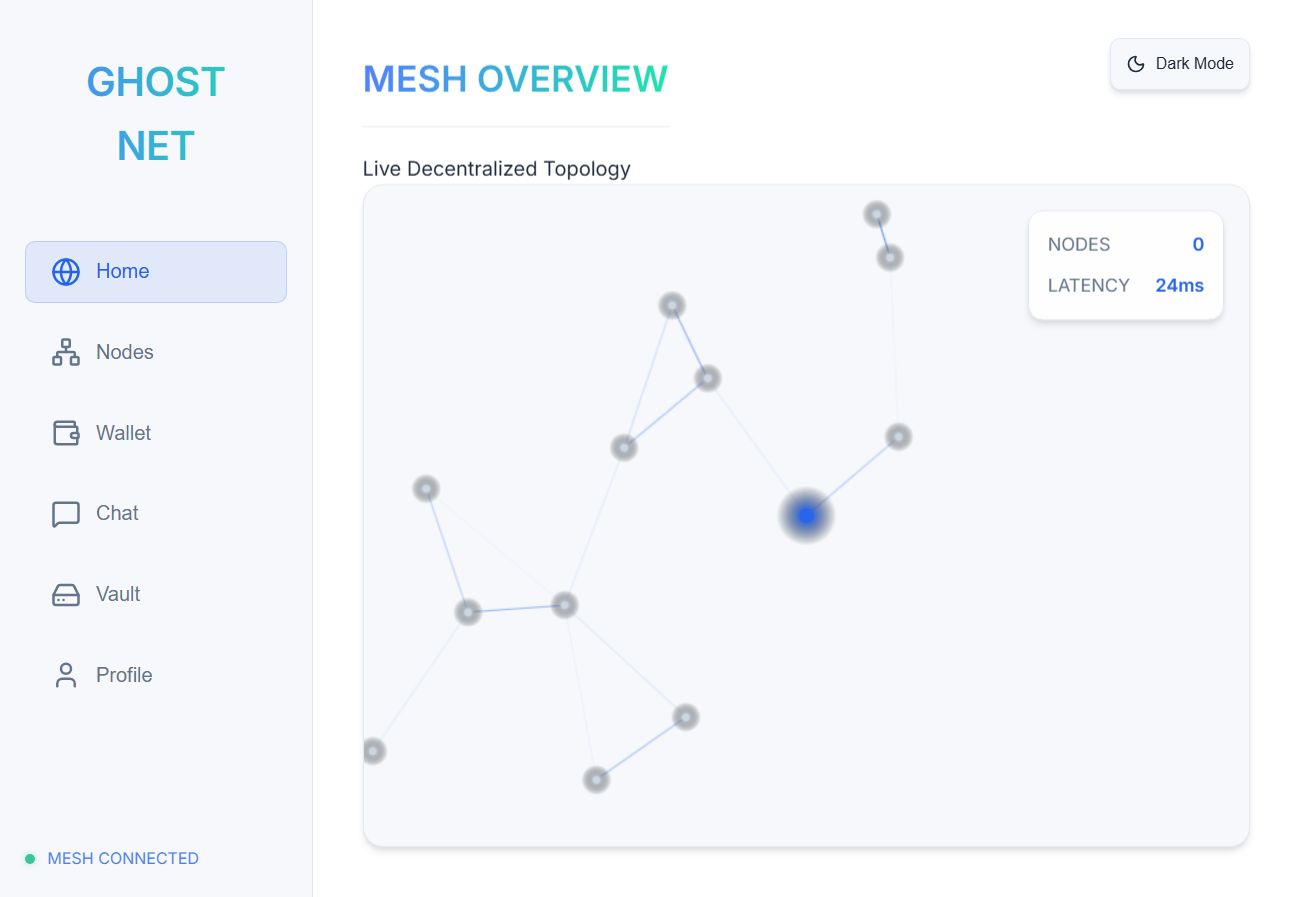 GHOST
NET
Home
Nodes
Wallet
Chat
Vault
Profile
MESH CONNECTED
MESH OVERVIEW
Dark Mode
Live Decentralized Topology
NODES 0
LATENCY 24ms